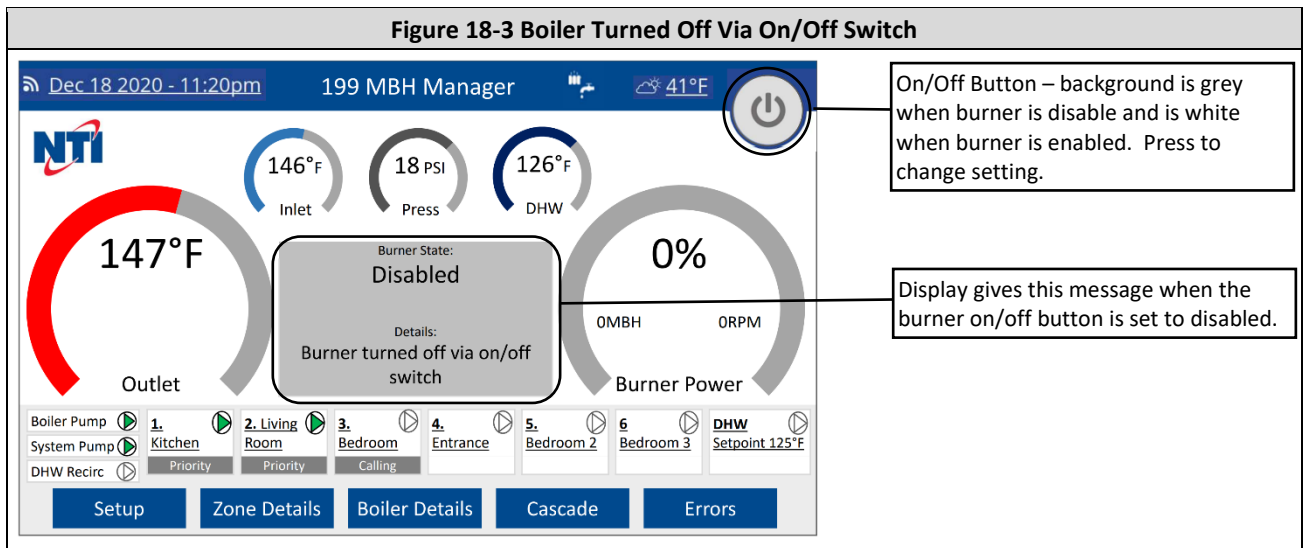 Figure 18-3 Boiler Turned Off Via On/Off Switch
Dec 18 2020 - 11:20pm
199 MBH Manager
41°F
NTI
146°F
Inlet
18 PSI
Press
126°F
DHW
147°F
Outlet
Burner State:
Disabled
Details:
Burner turned off via on/off
switch
0%
0MBH
0RPM
Burner Power
Boiler Pump
System Pump
DHW Recirc
1.
Kitchen
Priority
2. Living
Room
Priority
3.
Bedroom
Calling
4.
Entrance
5.
Bedroom 2
6
Bedroom 3
DHW
Setpoint 125°F
Setup
Zone Details
Boiler Details
Cascade
Errors
On/Off Button – background is grey
when burner is disable and is white
when burner is enabled. Press to
change setting.
Display gives this message when the
burner on/off button is set to disabled.